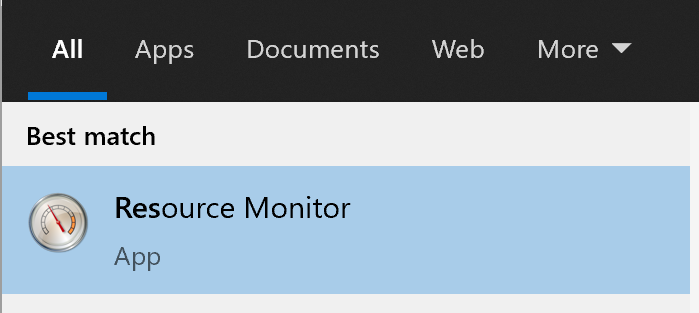 All Apps Documents Web More
Best match
Resource Monitor
App